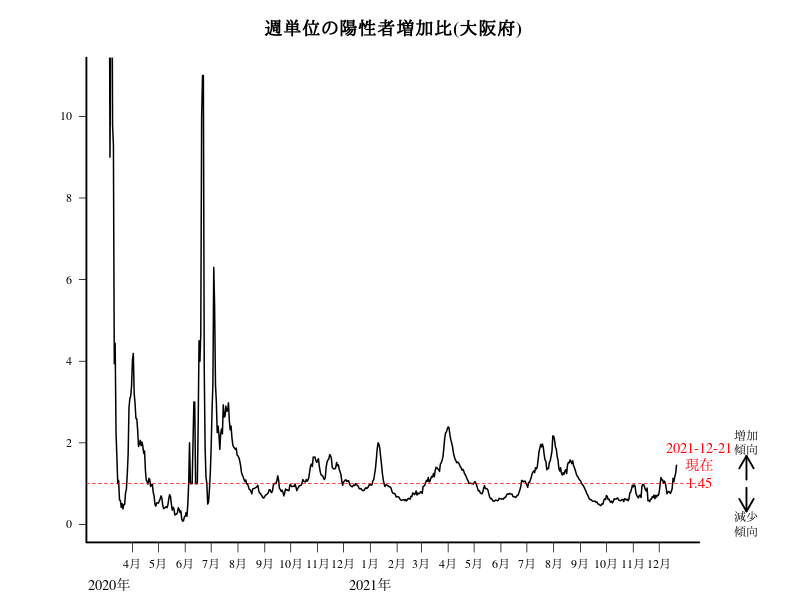 週単位の陽性者増加比(大阪府)
10
8
6
4
2
0
増加
傾向
2021-12-21
現在
1.45
減少
傾向
4月 5月 6月 7月 8月 9月 10月 11月 12月 1月 2月 3月 4月 5月 6月 7月 8月 9月 10月 11月 12月
2020年 2021年